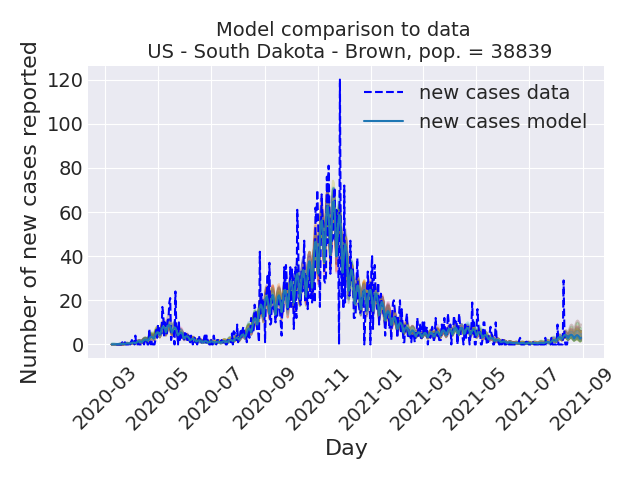 Model comparison to data
US - South Dakota - Brown, pop. = 38839
Number of new cases reported
120
100
80
60
40
20
0
new cases data
new cases model
2020-03
2020-05
2020-07
2020-09
2020-11
2021-01
2021-03
2021-05
2021-07
2021-09
Day